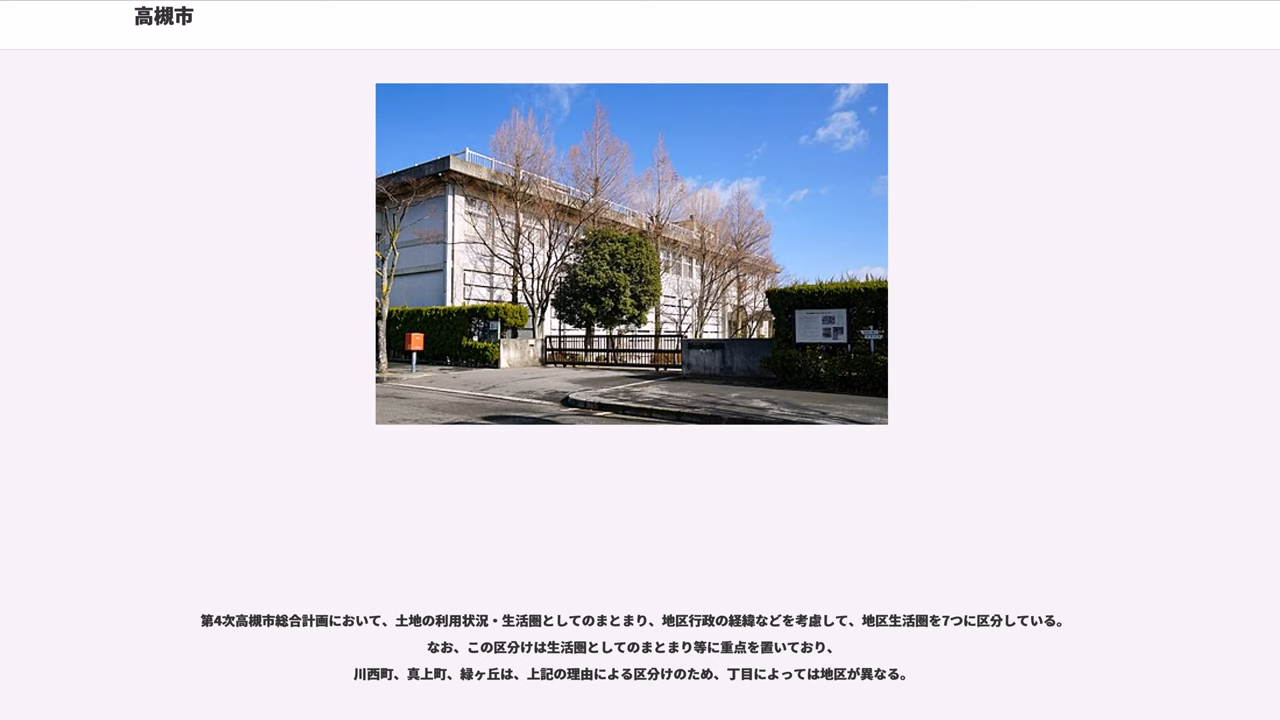 高槻市
第4次高槻市総合計画において、土地の利用状況・生活圏としてのまとまり、地区行政の経緯などを考慮して、地区生活圏を7つに区分している。
なお、この区分けは生活圏としてのまとまり等に重点を置いており、
川西町、真上町、緑ヶ丘は、上記の理由による区分けのため、丁目によっては地区が異なる。